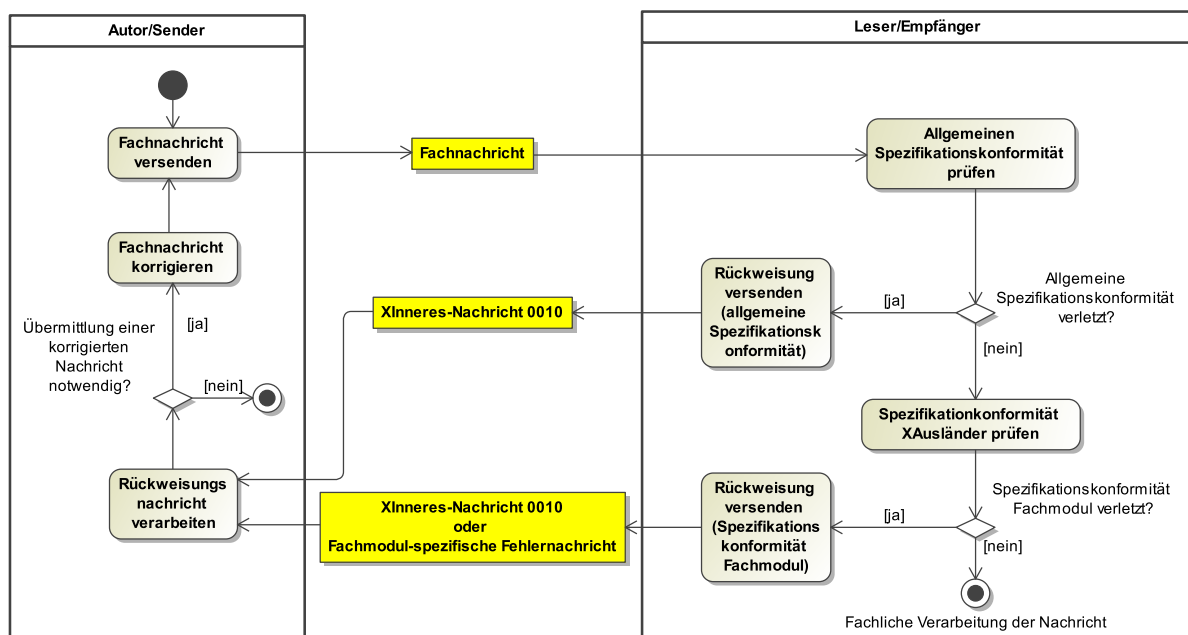 Autor/Sender
Leser/Empfänger
Fachnachricht
versenden
Fachnachricht
Allgemeinen
Spezifikationskonformität
prüfen
Fachnachricht
korrigieren
Rückweisung
versenden
(allgemeine
Spezifikationsk
onformität)
Allgemeine
Spezifikationskonformität
verletzt?
[ja]
[nein]
XInneres-Nachricht 0010
Übermittlung einer
korrigierten
Nachricht
notwendig?
[ja]
[nein]
Spezifikationkonformität
XAusländer prüfen
Rückweisungs
nachricht
verarbeiten
XInneres-Nachricht 0010
oder
Fachmodul-spezifische Fehlernachricht
Rückweisung
versenden
(Spezifikations
konformität
Fachmodul)
[ja]
Spezifikationskonformität
Fachmodul verletzt?
[nein]
Fachliche Verarbeitung der Nachricht